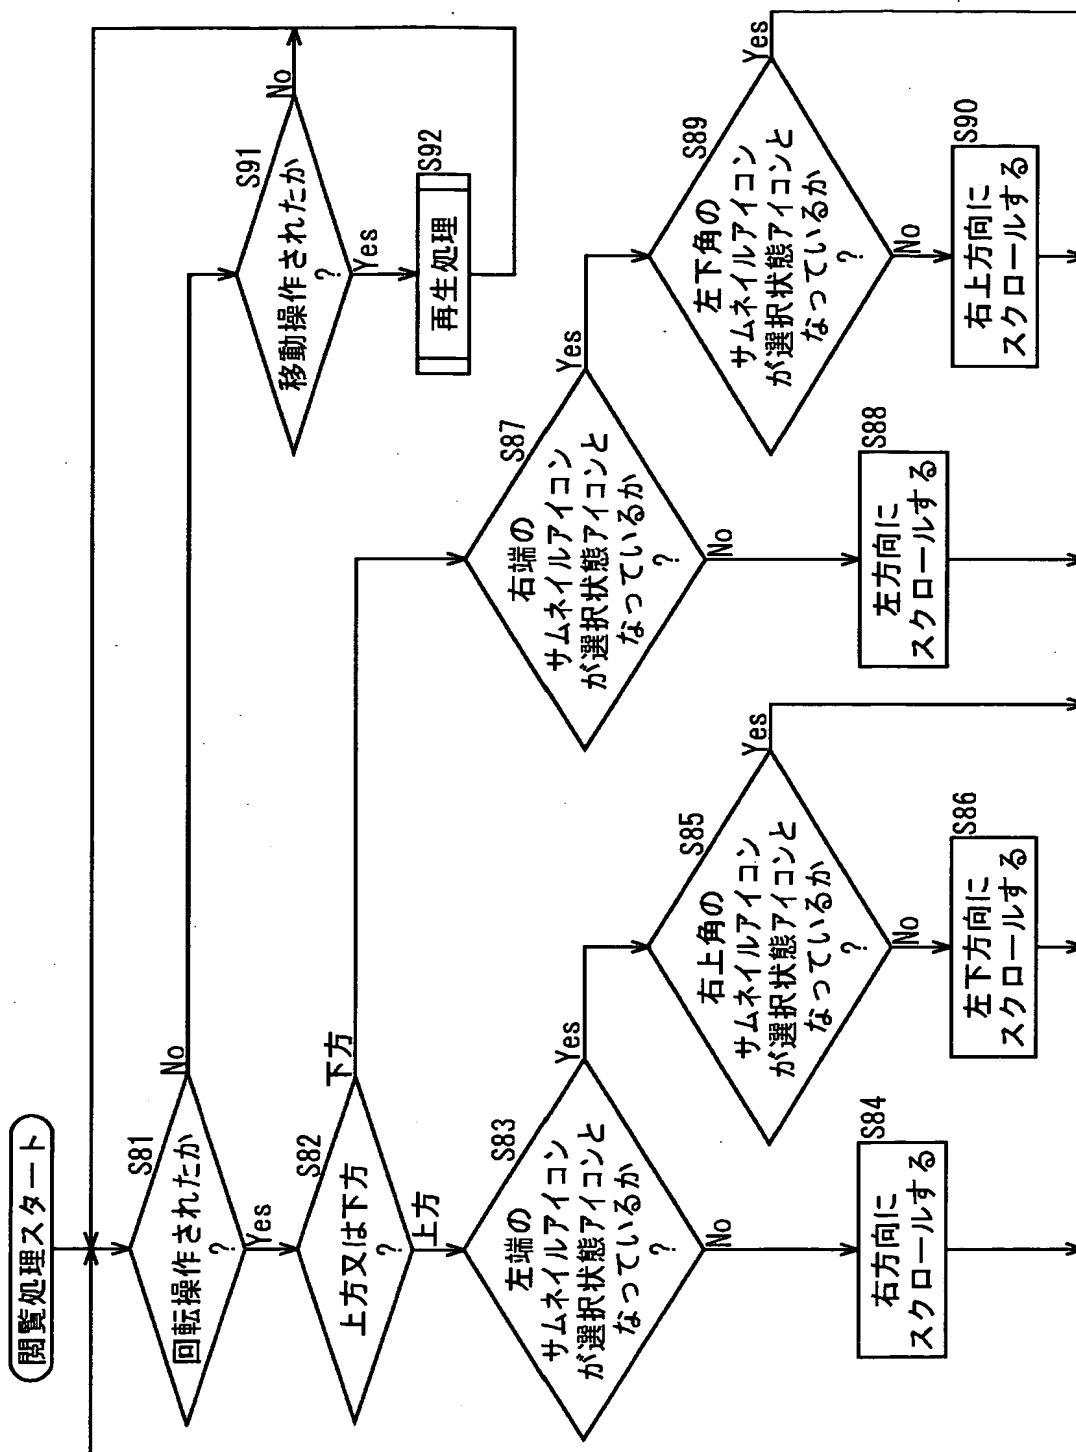 閲覧処理スタート
S81
回転操作されたか
?
No
Yes
S82
上方又は下方
?
下方
上方
S83
左端の
サムネイルアイコン
が選択状態アイコンと
なっているか
?
Yes
No
S84
右方向に
スクロールする
S85
右上角の
サムネイルアイコン
が選択状態アイコンと
なっているか
?
Yes
No
S86
左下方向に
スクロールする
S87
右端の
サムネイルアイコン
が選択状態アイコンと
なっているか
?
Yes
No
S88
左方向に
スクロールする
S89
左下角の
サムネイルアイコン
が選択状態アイコンと
なっているか
?
Yes
No
S90
右上方向に
スクロールする
S91
移動操作されたか
?
No
Yes
S92
再生処理